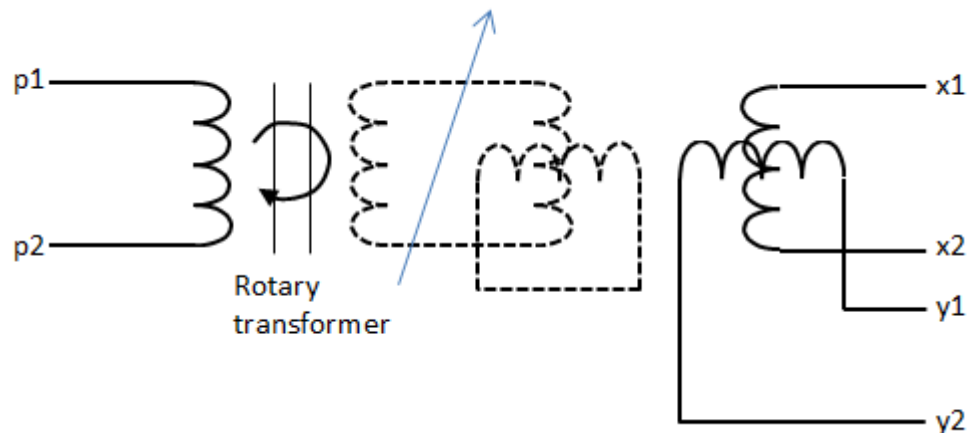 p1
x1
p2
x2
Rotary
transformer
y1
y2